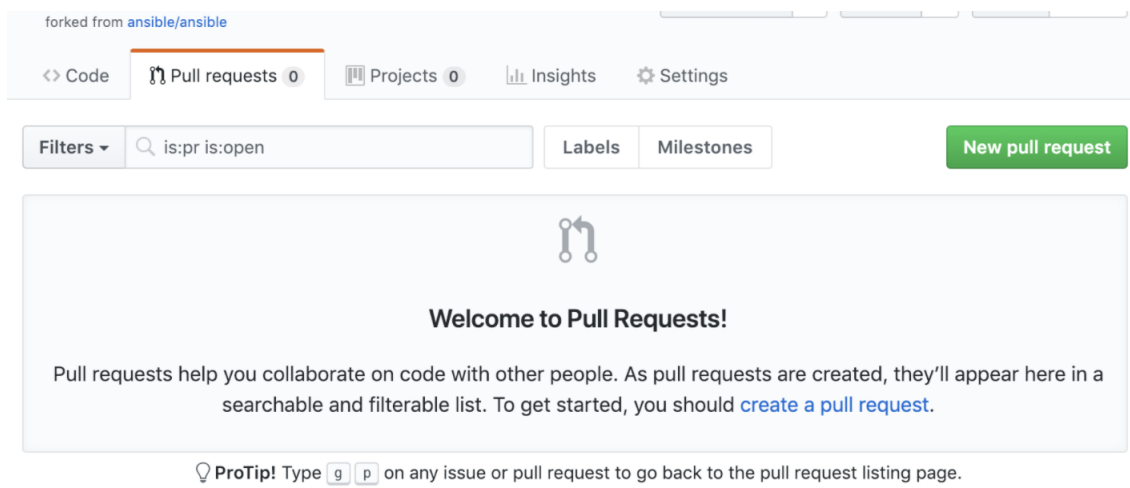 forked from ansible/ansible
Code Pull requests 0 Projects 0 Insights Settings
Filters is:pr is:open Labels Milestones New pull request
Welcome to Pull Requests!
Pull requests help you collaborate on code with other people. As pull requests are created, they’ll appear here in a
searchable and filterable list. To get started, you should create a pull request.
ProTip! Type g p on any issue or pull request to go back to the pull request listing page.